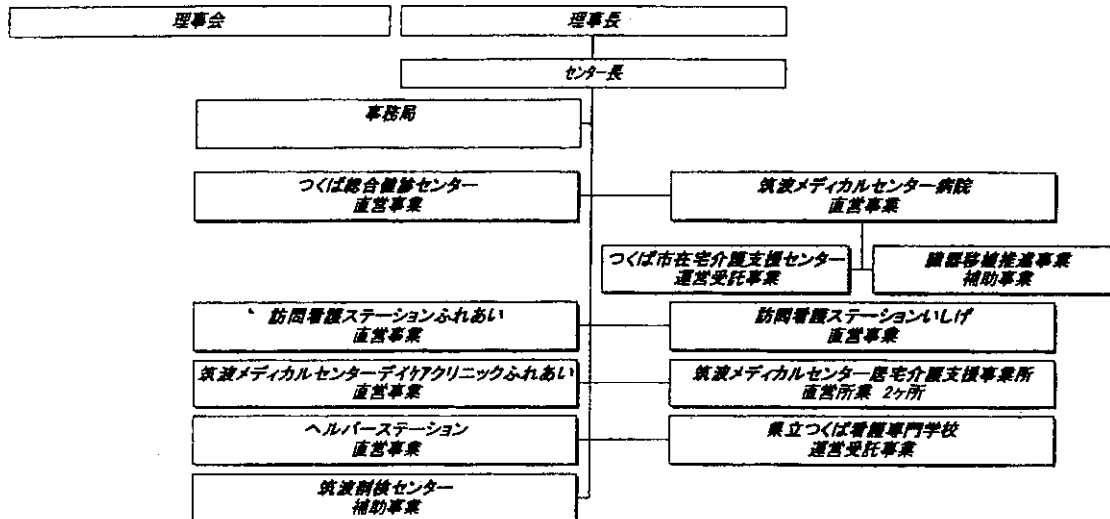 理事会
理事長
センター長
事務局
つくば総合健診センター
直営事業
筑波メディカルセンター病院
直営事業
つくば市在宅介護支援センター
運営受託事業
臓器移植推進事業
補助事業
訪問看護ステーションふれあい
直営事業
訪問看護ステーションいしげ
直営事業
筑波メディカルセンターデイケアクリニックふれあい
直営事業
筑波メディカルセンター居宅介護支援事業所
直営所業 2ヶ所
ヘルパーステーション
直営事業
県立つくば看護専門学校
運営受託事業
筑波剖検センター
補助事業